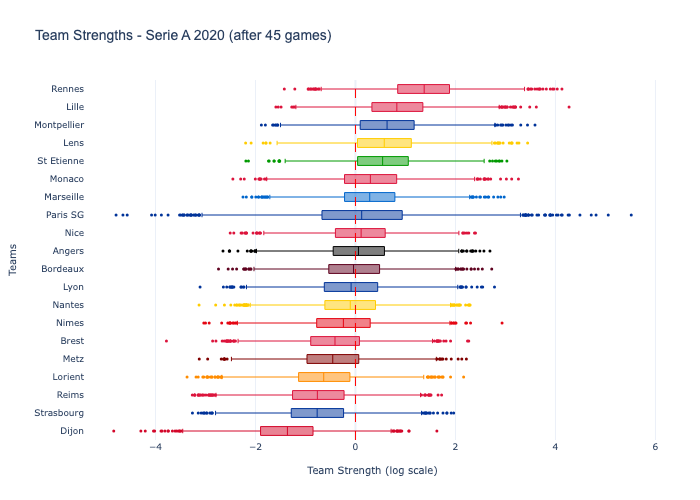 Team Strengths - Serie A 2020 (after 45 games)
Rennes
Lille
Montpellier
Lens
St Etienne
Monaco
Marseille
Paris SG
Nice
Angers
Bordeaux
Lyon
Nantes
Nimes
Brest
Metz
Lorient
Reims
Strasbourg
Dijon
Teams
−4 −2 0 2 4 6
Team Strength (log scale)